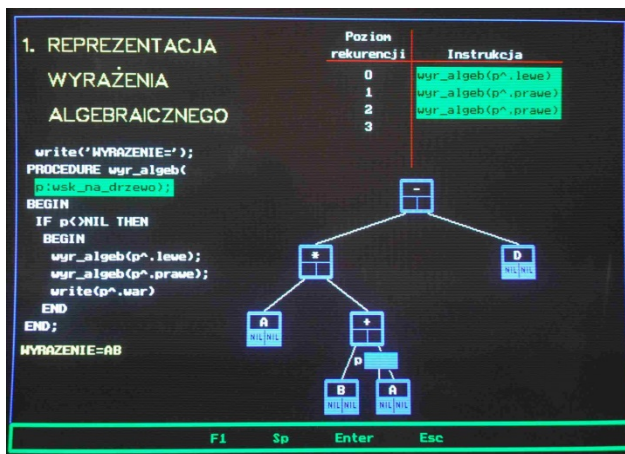 1. REPREZENTACJA
WYRAŻENIA
ALGEBRAICZNEGO
Poziom
rekurencji Instrukcja
0 wyr_algeb(p^.lewe)
1 wyr_algeb(p^.prawe)
2 wyr_algeb(p^.prawe)
3
write('WYRAZENIE=');
PROCEDURE wyr_algeb(
p:wsk_na_drzewo);
BEGIN
IF p<>NIL THEN
BEGIN
wyr_algeb(p^.lewe);
wyr_algeb(p^.prawe);
write(p^.war)
END
END;
WYRAZENIE=AB
-
* D
NIL NIL
A +
NIL NIL
p
B A
NIL NIL NIL NIL
F1 Sp Enter Esc